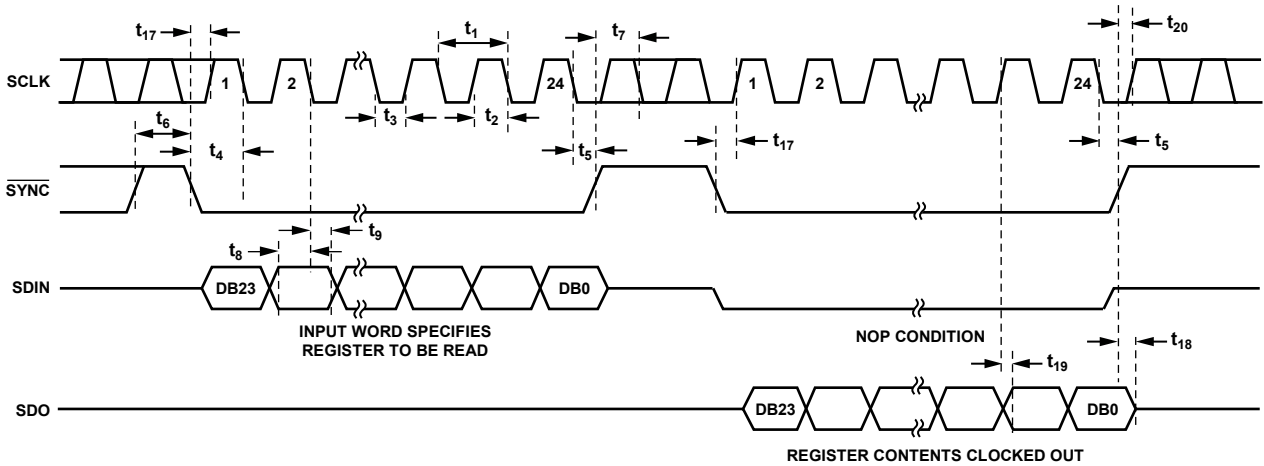 t17
t1
t7
t20
SCLK
1
2
24
1
2
24
t6
t4
t3
t2
t5
t17
t5
SYNC
t8
t9
SDIN
DB23
DB0
INPUT WORD SPECIFIES
REGISTER TO BE READ
NOP CONDITION
t19
t18
SDO
DB23
DB0
REGISTER CONTENTS CLOCKED OUT